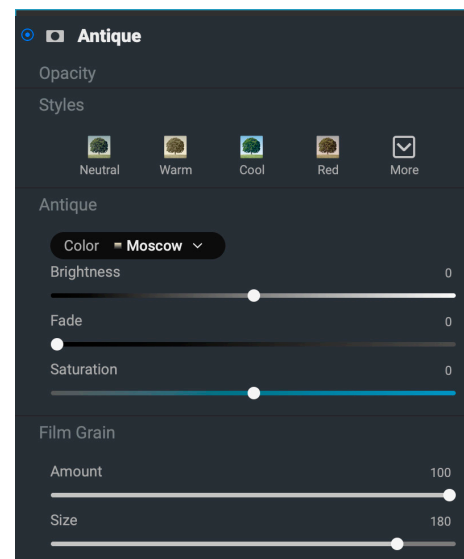 Antique
Opacity
Styles
Neutral Warm Cool Red More
Antique
Color Moscow
Brightness 0
Fade 0
Saturation 0
Film Grain
Amount 100
Size 180